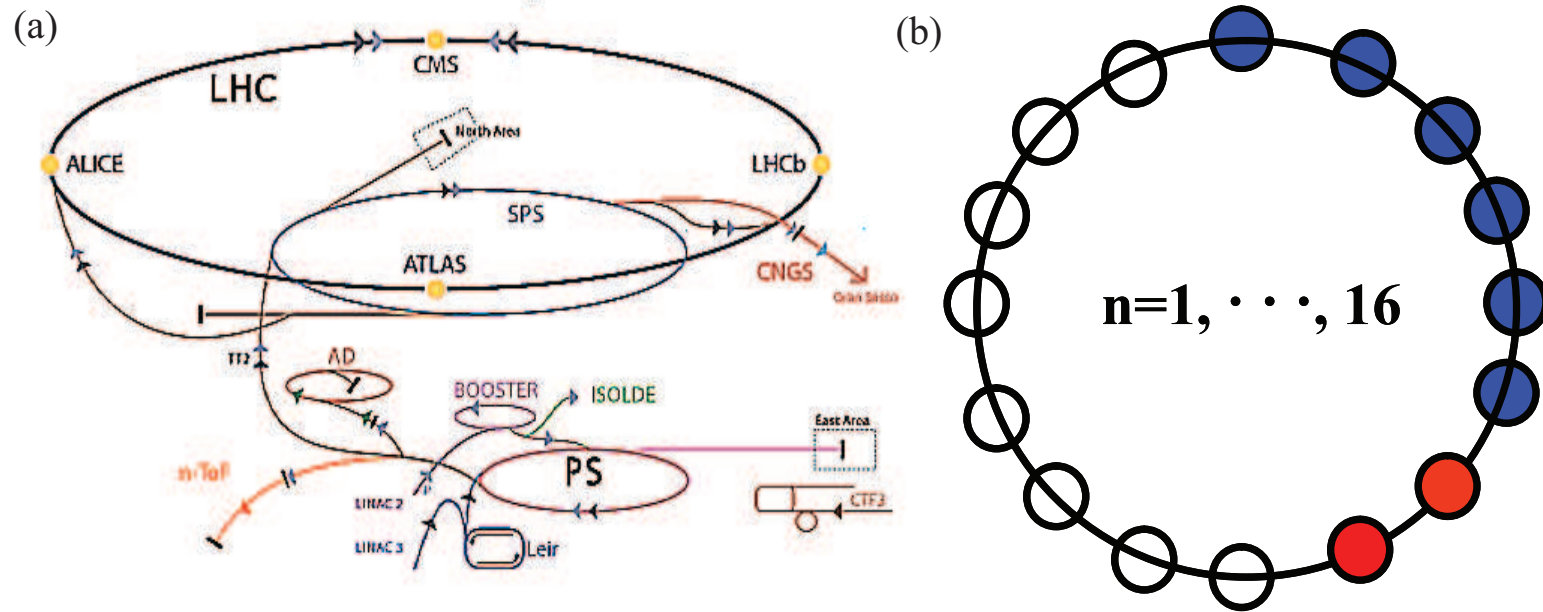 (a)
(b)
CMS
LHC
North Area
ALICE
LHCb
SPS
ATLAS
CNGS
Gran Sasso
TT2
AD
BOOSTER
ISOLDE
East Area
n-ToF
PS
LINAC 2
CTF3
LINAC 3
Leir
n=1, · · ·, 16